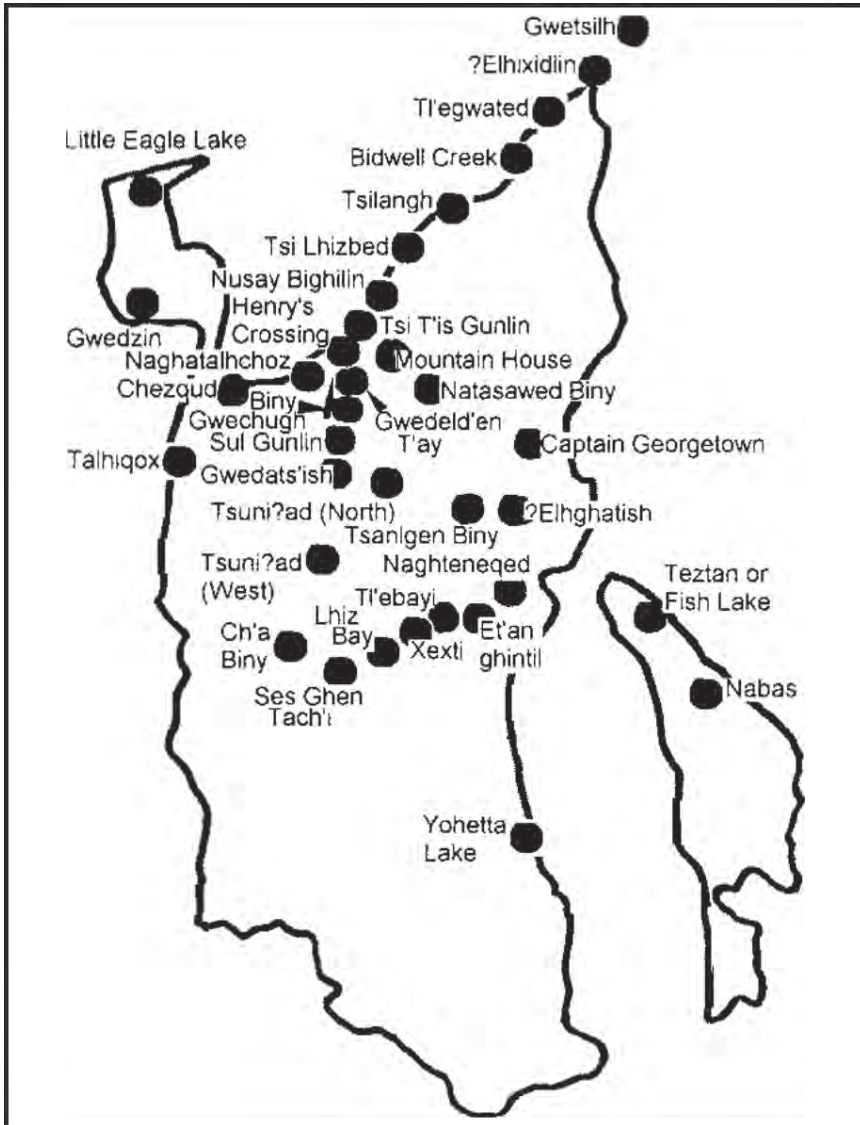 Gwetsilh
?Elhixidlin
Tl'egwated
Little Eagle Lake
Bidwell Creek
Tsilangh
Tsi Lhizbed
Nusay Bighilin
Henry's
Crossing
Tsi T'is Gunlin
Gwedzin
Naghatalhchoz
Mountain House
Chezqud
Biny
Natasawed Biny
Gwechugh
Gwedeld'en
T'ay
Sul Gunlin
Captain Georgetown
Talhiqox
Gwedats'ish
Tsuni?ad (North)
?Elhghatish
Tsanlgen Biny
Tsuni?ad
(West)
Naghteneqed
Teztan or
Fish Lake
Tl'ebayi
Lhiz
Bay
Ch'a
Biny
Xexti
Et'an
ghintil
Ses Ghen
Tach'i
Nabas
Yohetta
Lake